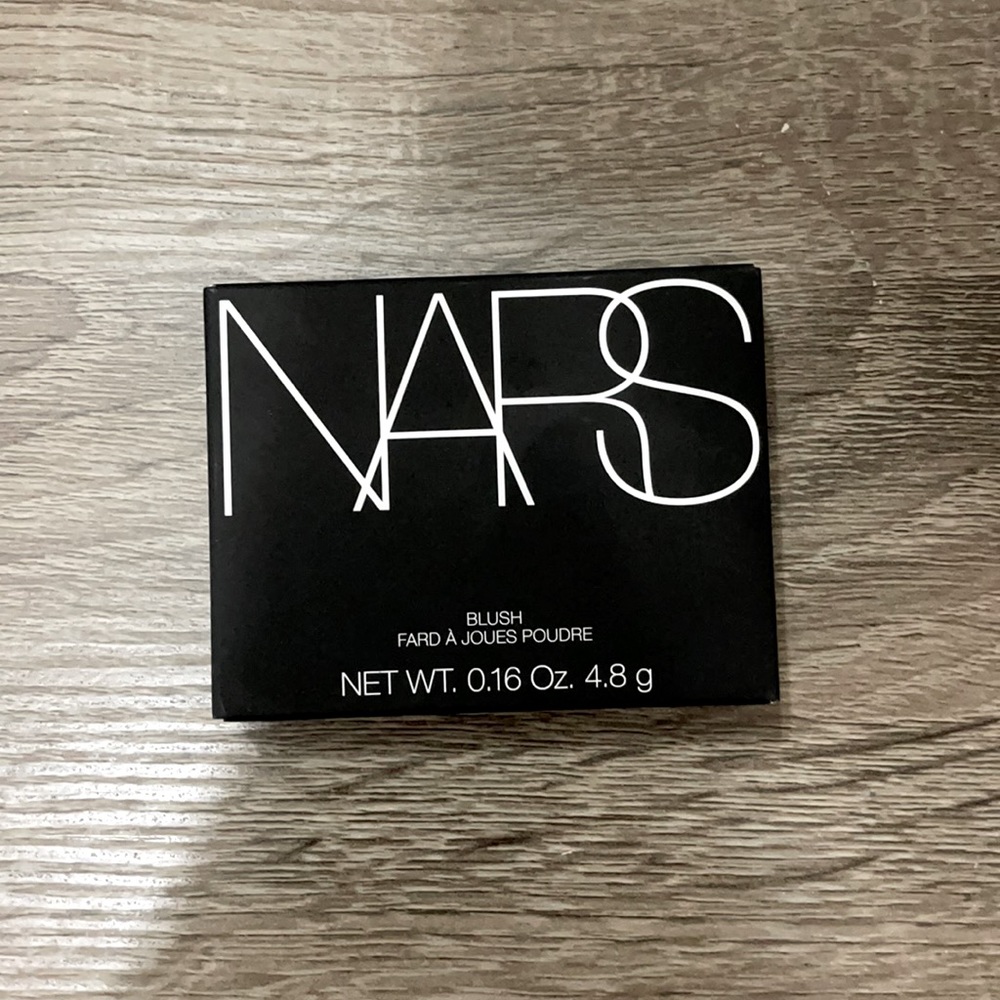 NARS
BLUSH
FARD À JOUES POUDRE
NET WT. 0.16 Oz. 4.8 g